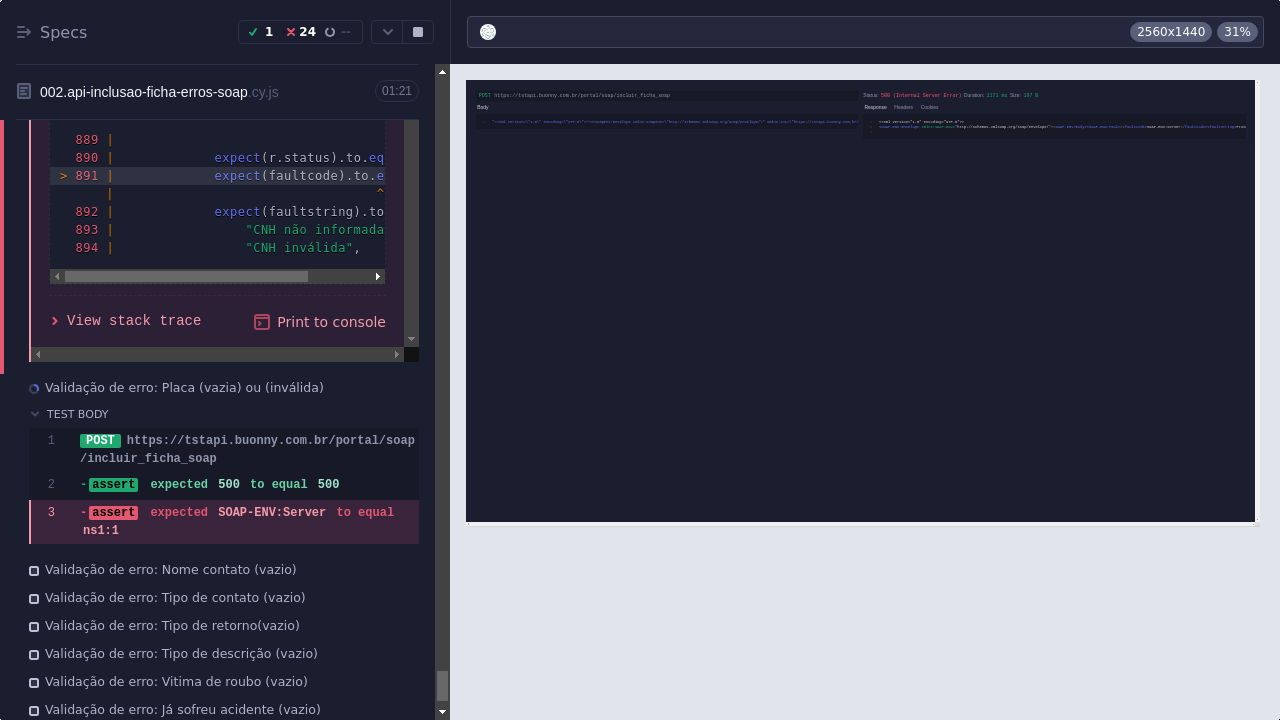 Specs
1 24 --
2560x1440 31%
002.api-inclusao-ficha-erros-soap.cy.js 01:21
889 |
890 | expect(r.status).to.eq
> 891 | expect(faultcode).to.e
| ^
892 | expect(faultstring).to
893 | "CNH não informada
894 | "CNH inválida",
View stack trace
Print to console
Validação de erro: Placa (vazia) ou (inválida)
TEST BODY
1 POST https://tstapi.buonny.com.br/portal/soap
/incluir_ficha_soap
2 -assert expected 500 to equal 500
3 -assert expected SOAP-ENV:Server to equal
ns1:1
Validação de erro: Nome contato (vazio)
Validação de erro: Tipo de contato (vazio)
Validação de erro: Tipo de retorno(vazio)
Validação de erro: Tipo de descrição (vazio)
Validação de erro: Vitima de roubo (vazio)
Validação de erro: Já sofreu acidente (vazio)
POST https://tstapi.buonny.com.br/portal/soap/incluir_ficha_soap
Body
Status: 500 (Internal Server Error) Duration: 1171 ms Size: 197 B
Response Headers Cookies